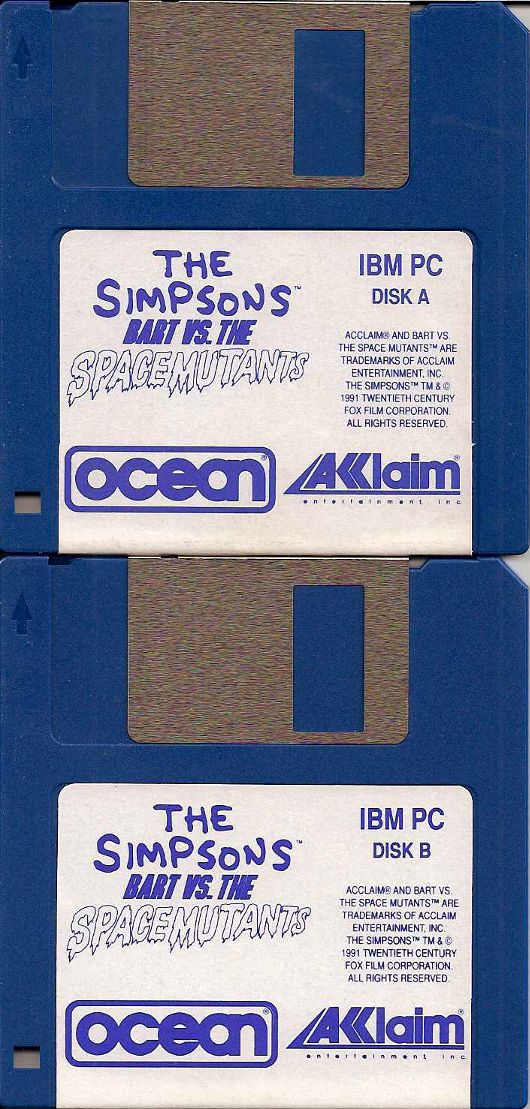 THE
SIMPSONS™
BART VS. THE
SPACE MUTANTS
IBM PC
DISK A
ACCLAIM® AND BART VS.
THE SPACE MUTANTS™ ARE
TRADEMARKS OF ACCLAIM
ENTERTAINMENT, INC.
THE SIMPSONS™ TM & ©
1991 TWENTIETH CENTURY
FOX FILM CORPORATION.
ALL RIGHTS RESERVED.
ocean®
AKklaim®
entertainment inc.
THE
SIMPSONS™
BART VS. THE
SPACE MUTANTS
IBM PC
DISK B
ACCLAIM® AND BART VS.
THE SPACE MUTANTS™ ARE
TRADEMARKS OF ACCLAIM
ENTERTAINMENT, INC.
THE SIMPSONS™ TM & ©
1991 TWENTIETH CENTURY
FOX FILM CORPORATION.
ALL RIGHTS RESERVED.
ocean®
AKklaim®
entertainment inc.